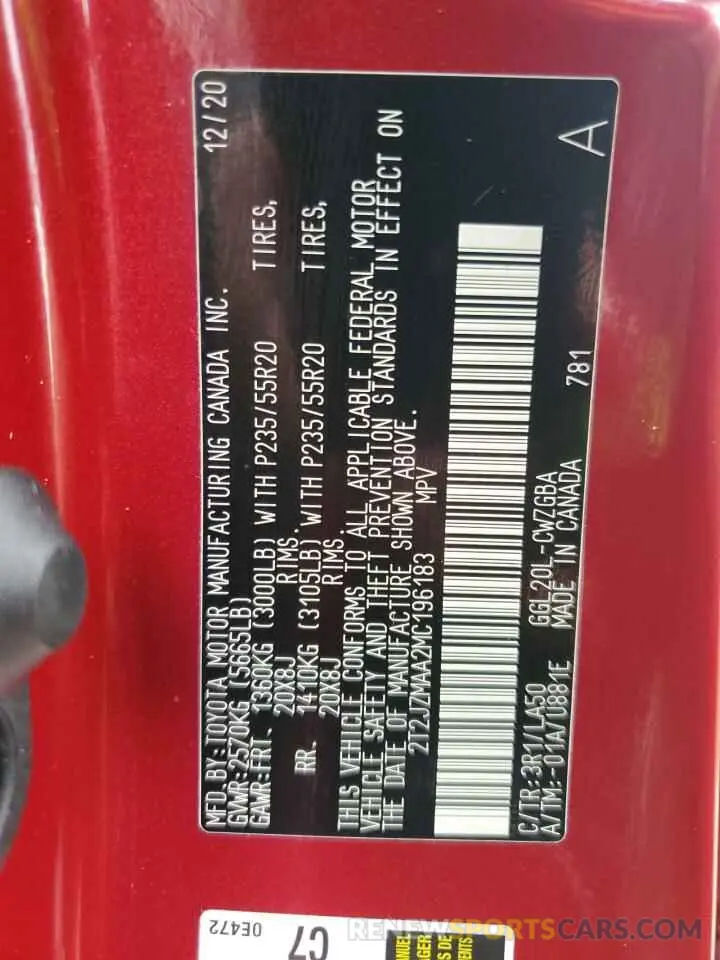 MFD. BY: TOYOTA MOTOR MANUFACTURING CANADA INC. 12/20
GVWR: 2570KG (5665LB)
GAWR: FRT. 1360KG (3000LB) WITH P235/55R20 TIRES,
20X8J RIMS.
RR. 1410KG (3105LB) WITH P235/55R20 TIRES,
20X8J RIMS.
THIS VEHICLE CONFORMS TO ALL APPLICABLE FEDERAL MOTOR
VEHICLE SAFETY AND THEFT PREVENTION STANDARDS IN EFFECT ON
THE DATE OF MANUFACTURE SHOWN ABOVE.
2T2JZMAA2MC196183 MPV
C/TR: 3R1/LA50 GGL20L-CWZGBA 781
A/TM: -01A/U881E MADE IN CANADA A
0E472
C7
RENEWSPORTSCARS.COM